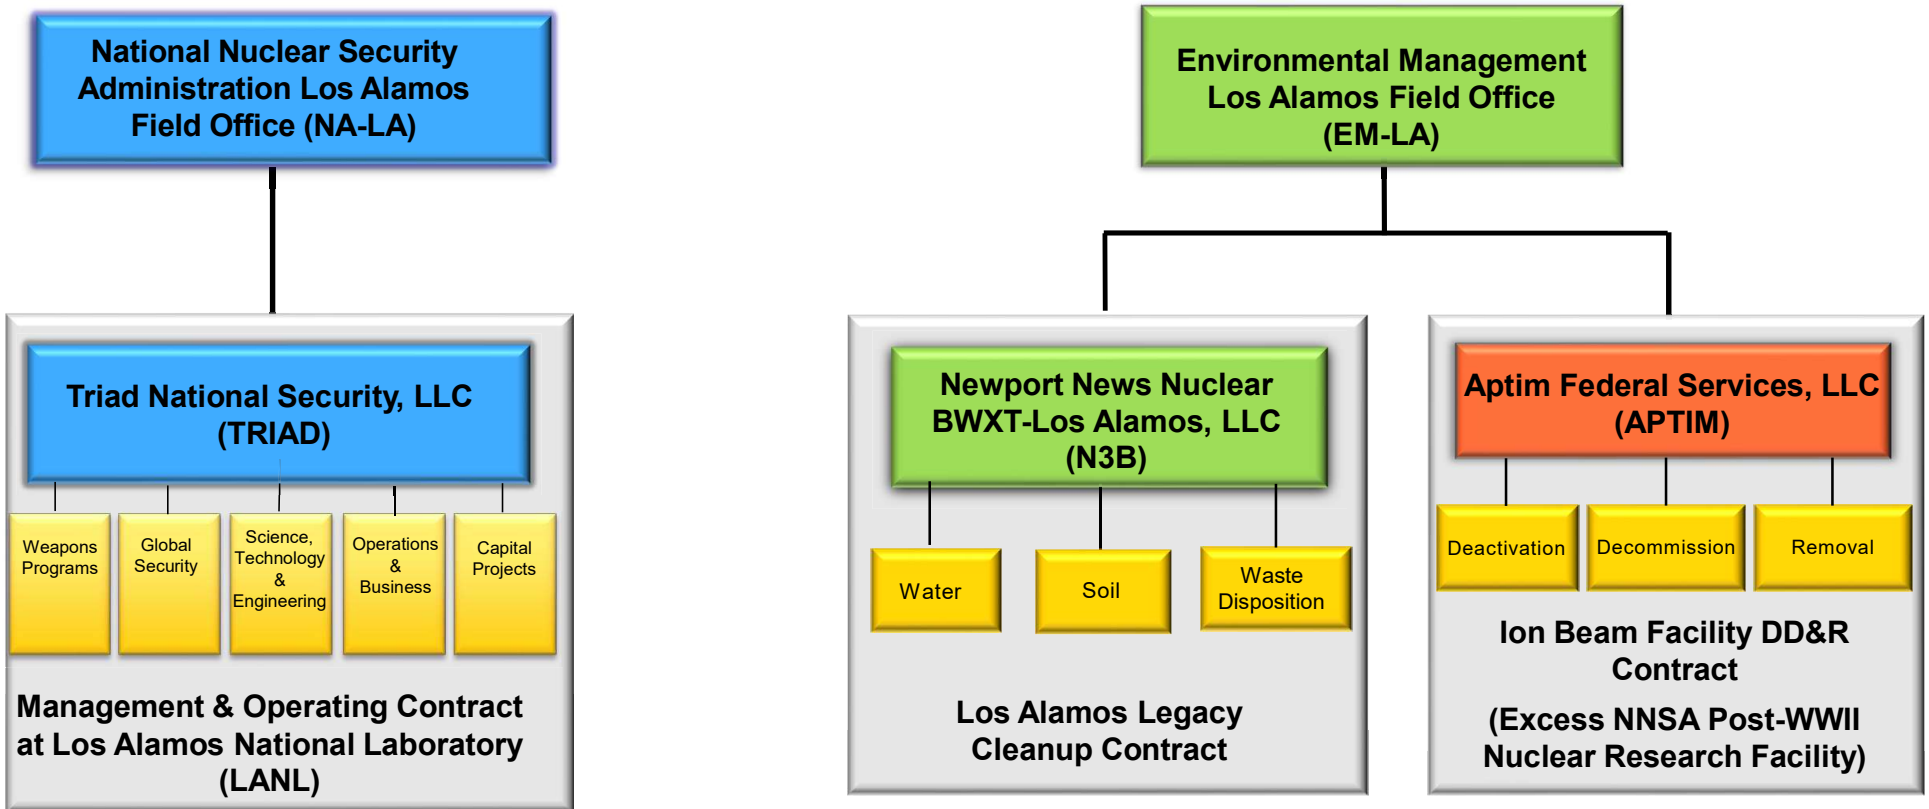 National Nuclear Security
Administration Los Alamos
Field Office (NA-LA)
Environmental Management
Los Alamos Field Office
(EM-LA)
Triad National Security, LLC
(TRIAD)
Weapons
Programs
Global
Security
Science,
Technology
&
Engineering
Operations
&
Business
Capital
Projects
Management & Operating Contract
at Los Alamos National Laboratory
(LANL)
Newport News Nuclear
BWXT-Los Alamos, LLC
(N3B)
Water
Soil
Waste
Disposition
Los Alamos Legacy
Cleanup Contract
Aptim Federal Services, LLC
(APTIM)
Deactivation
Decommission
Removal
Ion Beam Facility DD&R
Contract
(Excess NNSA Post-WWII
Nuclear Research Facility)